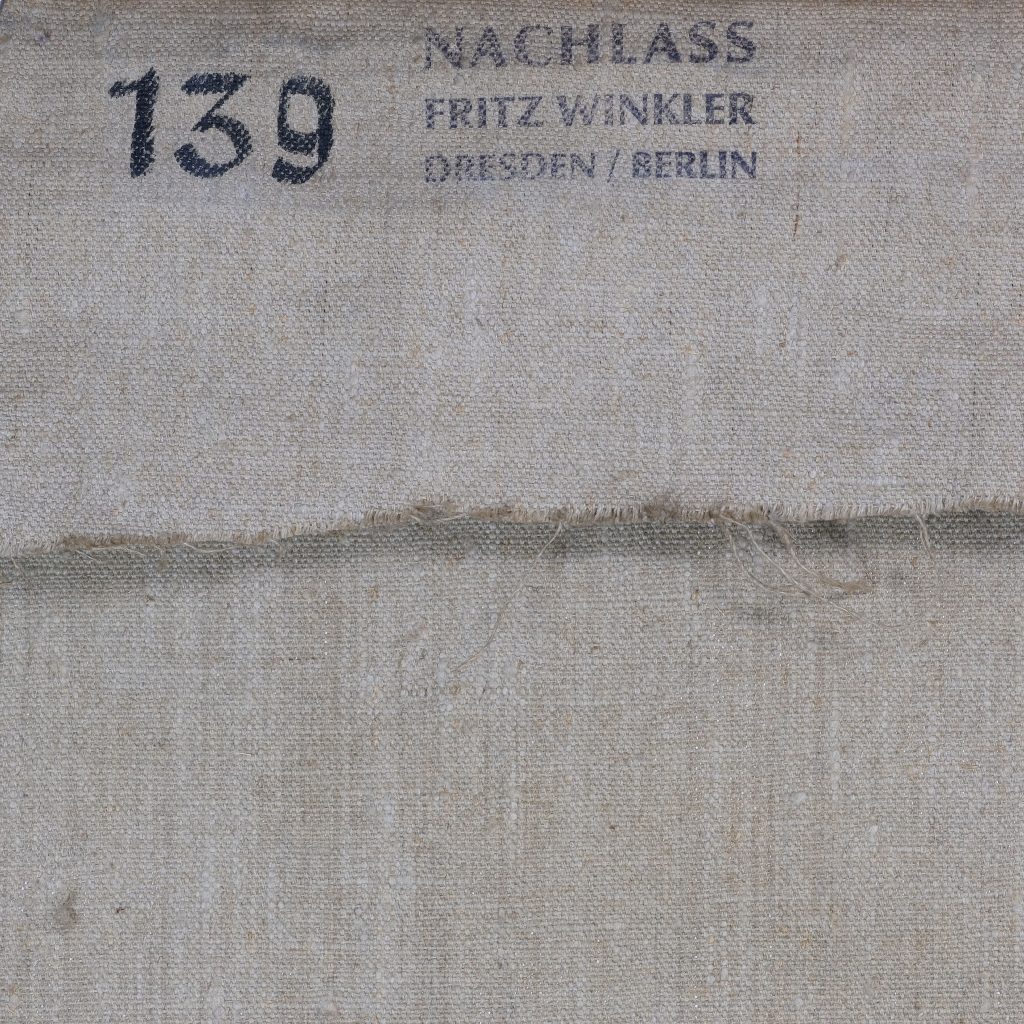 139
NACHLASS
FRITZ WINKLER
DRESDEN / BERLIN